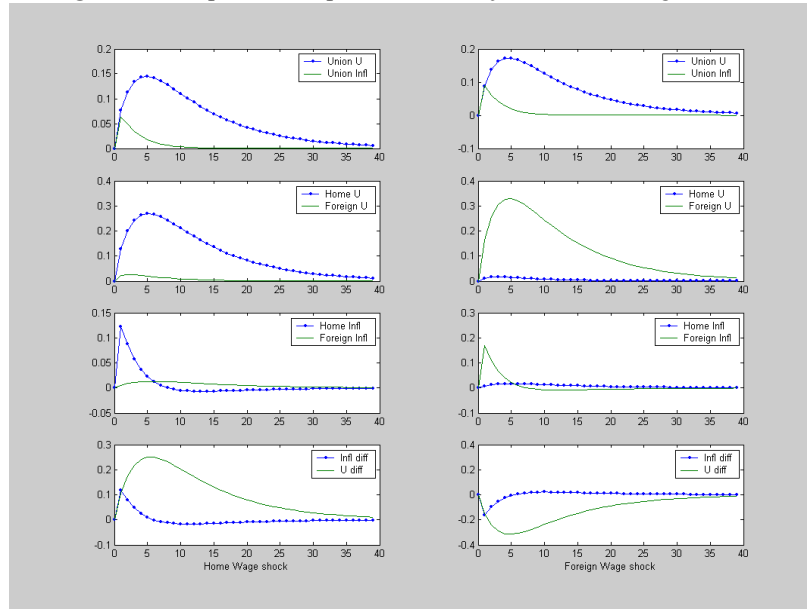 0.2
0.15
0.1
0.05
0
0 5 10 15 20 25 30 35 40
Union U
Union Infl
0.2
0.1
0
-0.1
0 5 10 15 20 25 30 35 40
Union U
Union Infl
0.4
0.3
0.2
0.1
0
0 5 10 15 20 25 30 35 40
Home U
Foreign U
0.4
0.3
0.2
0.1
0
0 5 10 15 20 25 30 35 40
Home U
Foreign U
0.15
0.1
0.05
0
-0.05
0 5 10 15 20 25 30 35 40
Home Infl
Foreign Infl
0.3
0.2
0.1
0
-0.1
0 5 10 15 20 25 30 35 40
Home Infl
Foreign Infl
0.3
0.2
0.1
0
-0.1
0 5 10 15 20 25 30 35 40
Infl diff
U diff
Home Wage shock
0.4
0.2
0
-0.2
-0.4
0 5 10 15 20 25 30 35 40
Infl diff
U diff
Foreign Wage shock